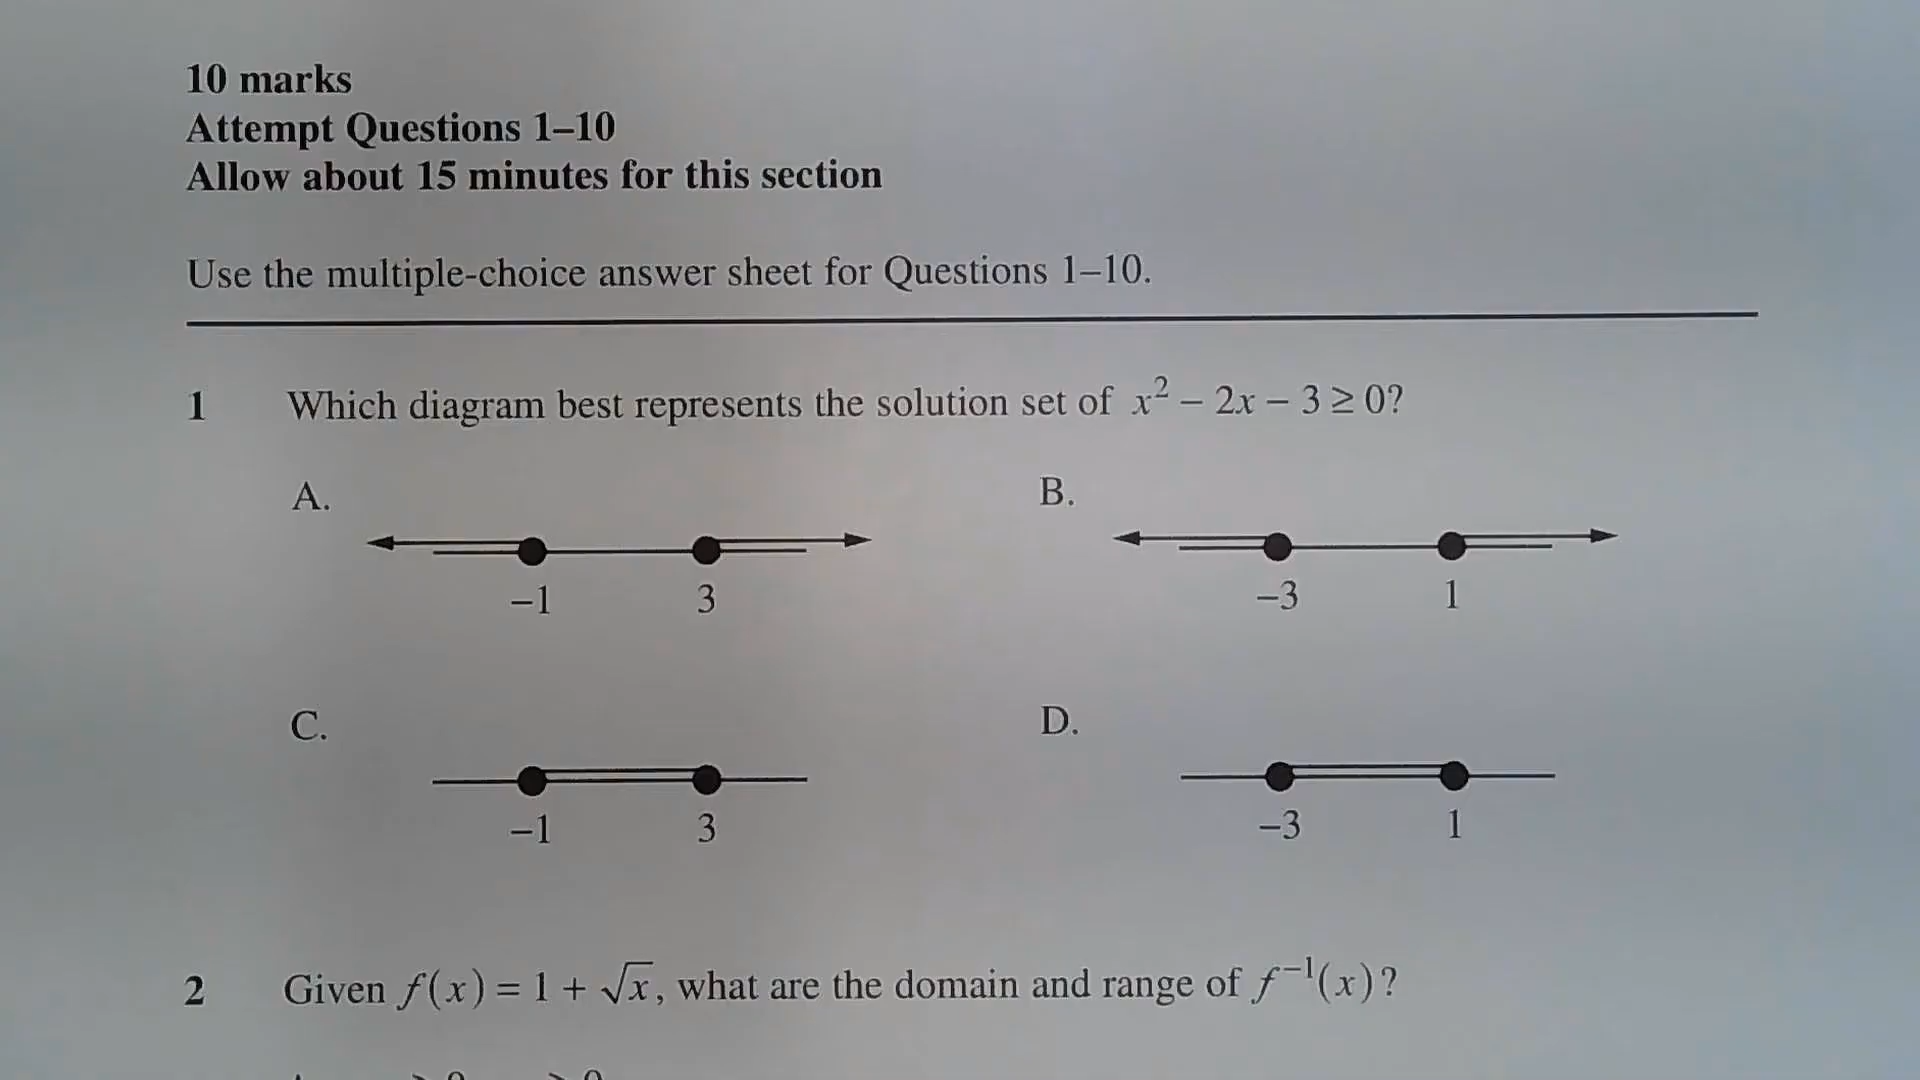 10 marks
Attempt Questions 1–10
Allow about 15 minutes for this section
Use the multiple-choice answer sheet for Questions 1–10.
1 Which diagram best represents the solution set of x² – 2x – 3 ≥ 0?
A. B.
–1 3 –3 1
C. D.
–1 3 –3 1
2 Given f(x) = 1 + √x, what are the domain and range of f⁻¹(x)?